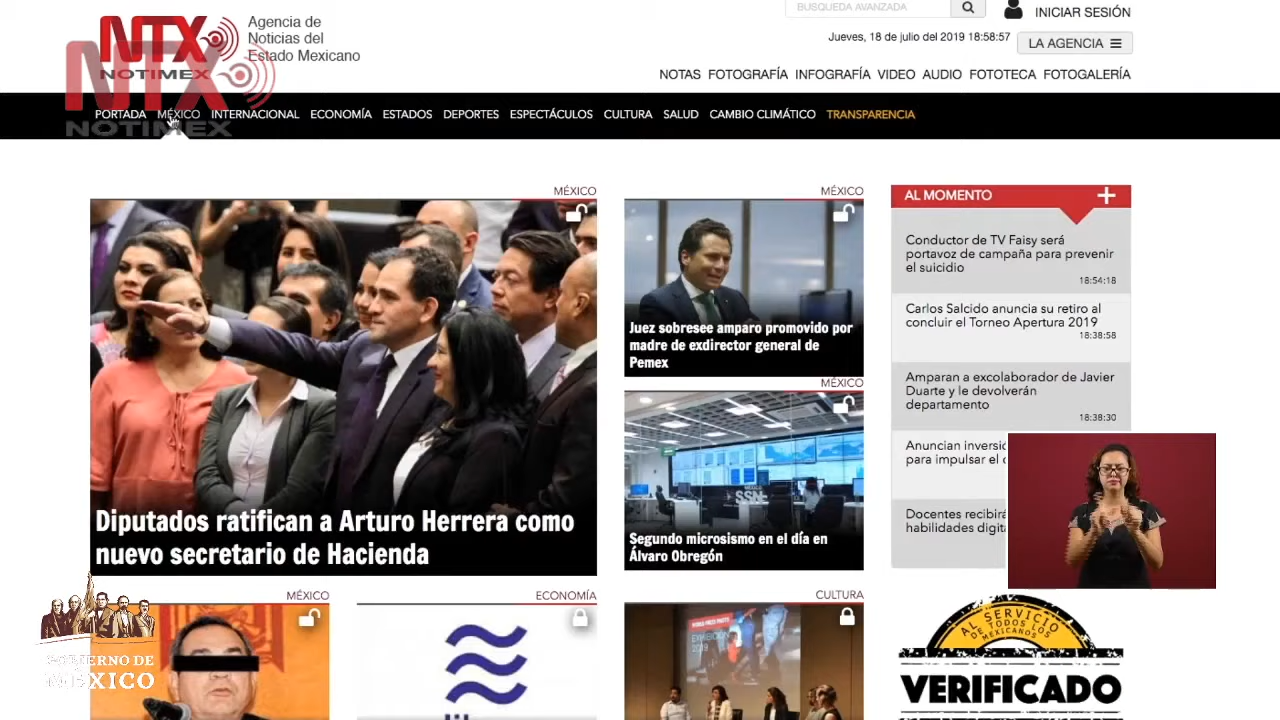 BUSQUEDA AVANZADA
INICIAR SESIÓN
NTX
NOTIMEX
Agencia de
Noticias del
Estado Mexicano
Jueves, 18 de julio del 2019 18:58:57
LA AGENCIA
NOTAS FOTOGRAFÍA INFOGRAFÍA VIDEO AUDIO FOTOTECA FOTOGALERÍA
NTX
NOTIMEX
PORTADA MÉXICO INTERNACIONAL ECONOMÍA ESTADOS DEPORTES ESPECTÁCULOS CULTURA SALUD CAMBIO CLIMÁTICO TRANSPARENCIA
MÉXICO
Diputados ratifican a Arturo Herrera como
nuevo secretario de Hacienda
MÉXICO
Juez sobresee amparo promovido por
madre de exdirector general de
Pemex
MÉXICO
SSN
Segundo microsismo en el día en
Álvaro Obregón
AL MOMENTO
Conductor de TV Faisy será
portavoz de campaña para prevenir
el suicidio
18:54:18
Carlos Salcido anuncia su retiro al
concluir el Torneo Apertura 2019
18:38:58
Amparan a excolaborador de Javier
Duarte y le devolverán
departamento
18:38:30
Anuncian
para impulsar el
Docentes
habilidades
MÉXICO
ECONOMÍA
CULTURA
WORLD PRESS PHOTO
2019
AL SERVICIO
DE TODOS LOS
MEXICANOS
VERIFICADO
GOBIERNO DE
MÉXICO